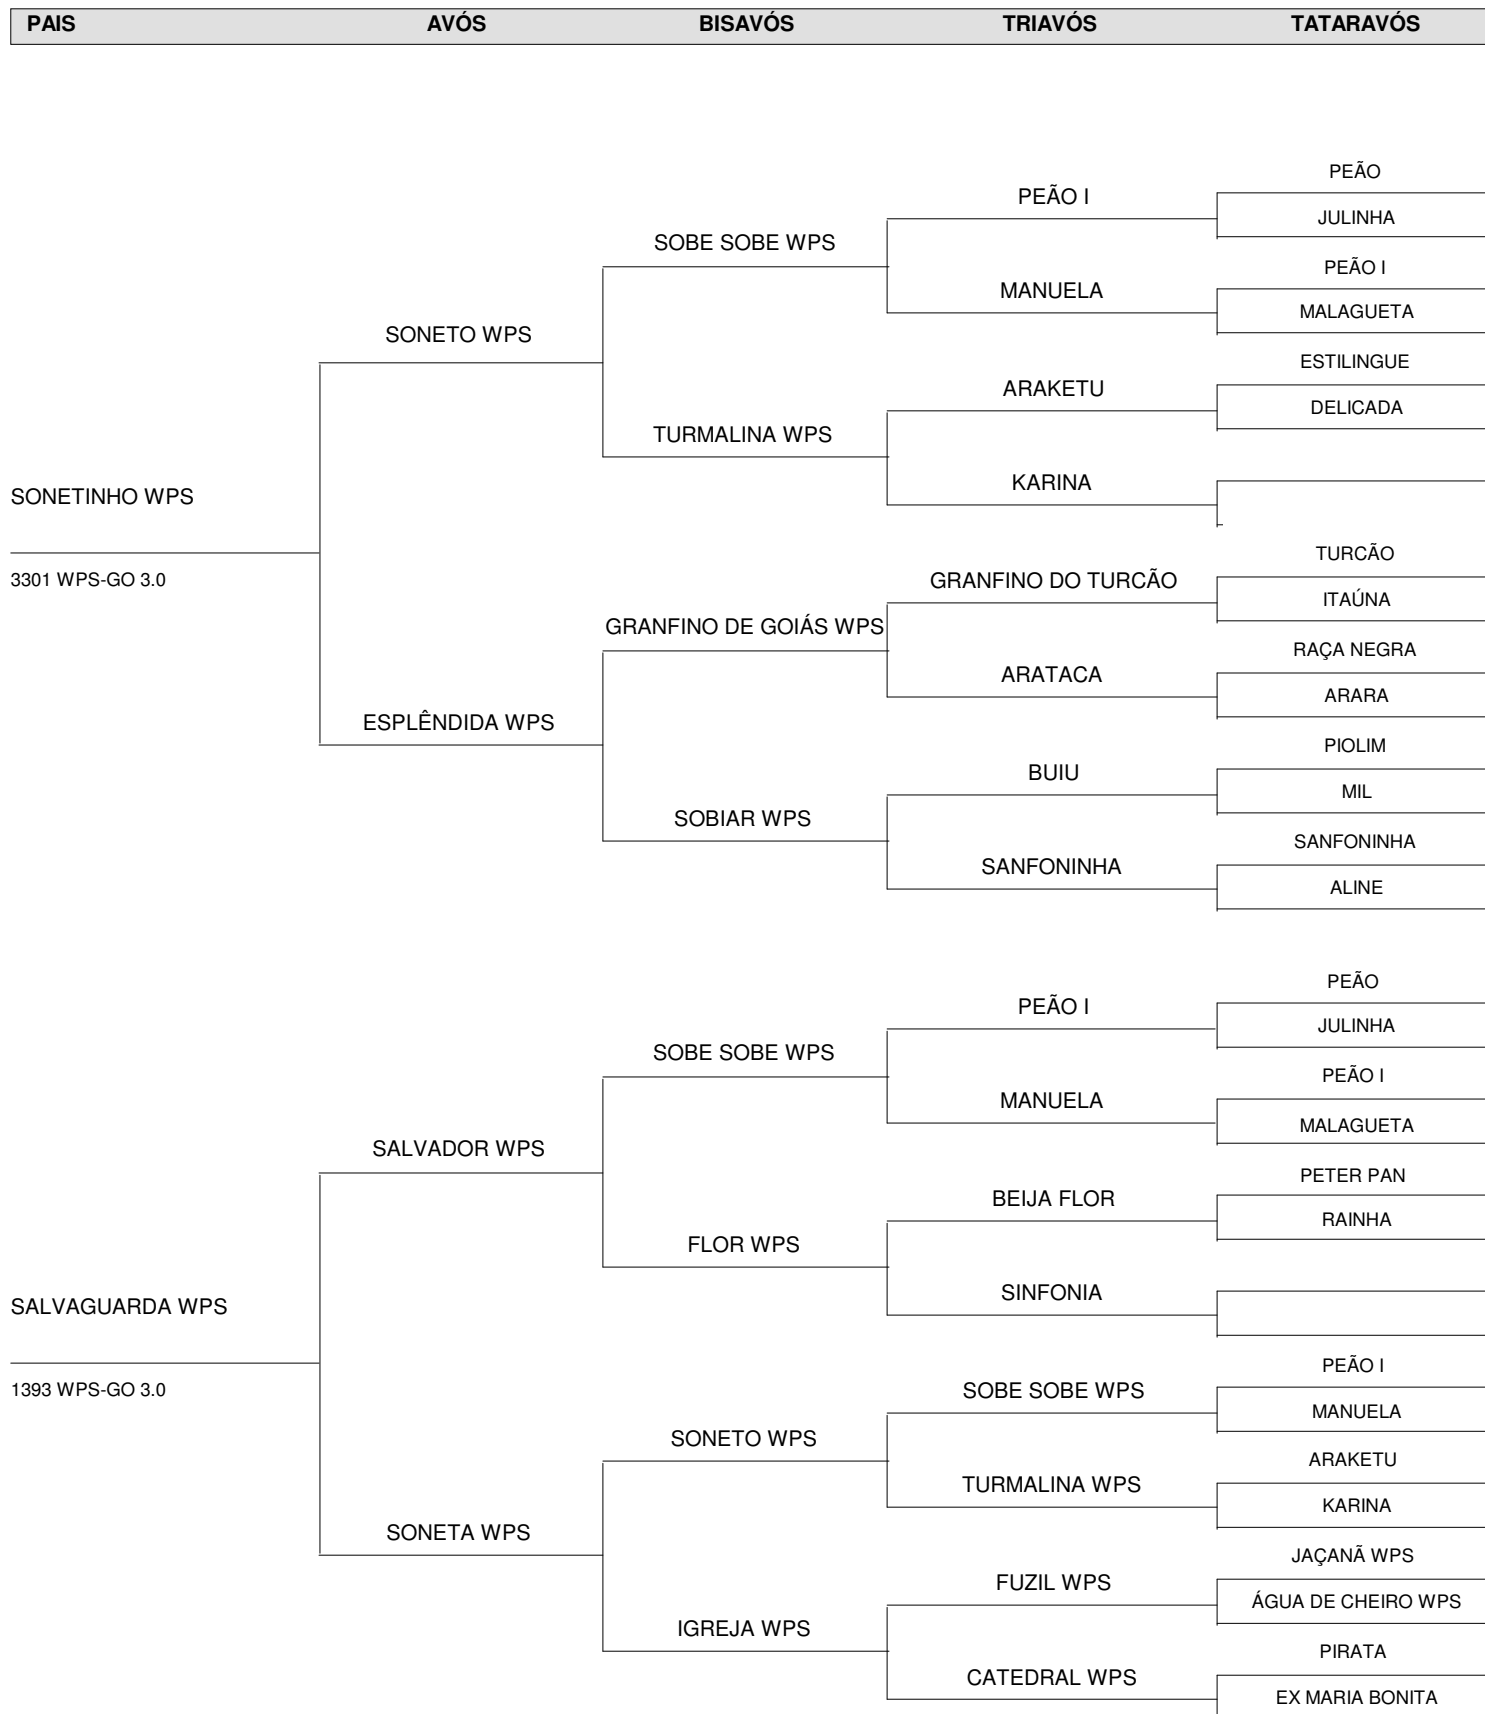 PAIS AVÓS BISAVÓS TRIAVÓS TATARAVÓS
PEÃO
PEÃO I
JULINHA
SOBE SOBE WPS
PEÃO I
MANUELA
MALAGUETA
SONETO WPS
ESTILINGUE
ARAKETU
DELICADA
TURMALINA WPS
KARINA
SONETINHO WPS
TURCÃO
3301 WPS-GO 3.0
GRANFINO DO TURCÃO
ITAÚNA
GRANFINO DE GOIÁS WPS
RAÇA NEGRA
ARATACA
ARARA
ESPLÊNDIDA WPS
PIOLIM
BUIU
MIL
SOBIAR WPS
SANFONINHA
SANFONINHA
ALINE
PEÃO
PEÃO I
JULINHA
SOBE SOBE WPS
PEÃO I
MANUELA
MALAGUETA
SALVADOR WPS
PETER PAN
BEIJA FLOR
RAINHA
FLOR WPS
SINFONIA
SALVAGUARDA WPS
PEÃO I
1393 WPS-GO 3.0
SOBE SOBE WPS
MANUELA
SONETO WPS
ARAKETU
TURMALINA WPS
KARINA
SONETA WPS
JAÇANÃ WPS
FUZIL WPS
ÁGUA DE CHEIRO WPS
IGREJA WPS
PIRATA
CATEDRAL WPS
EX MARIA BONITA